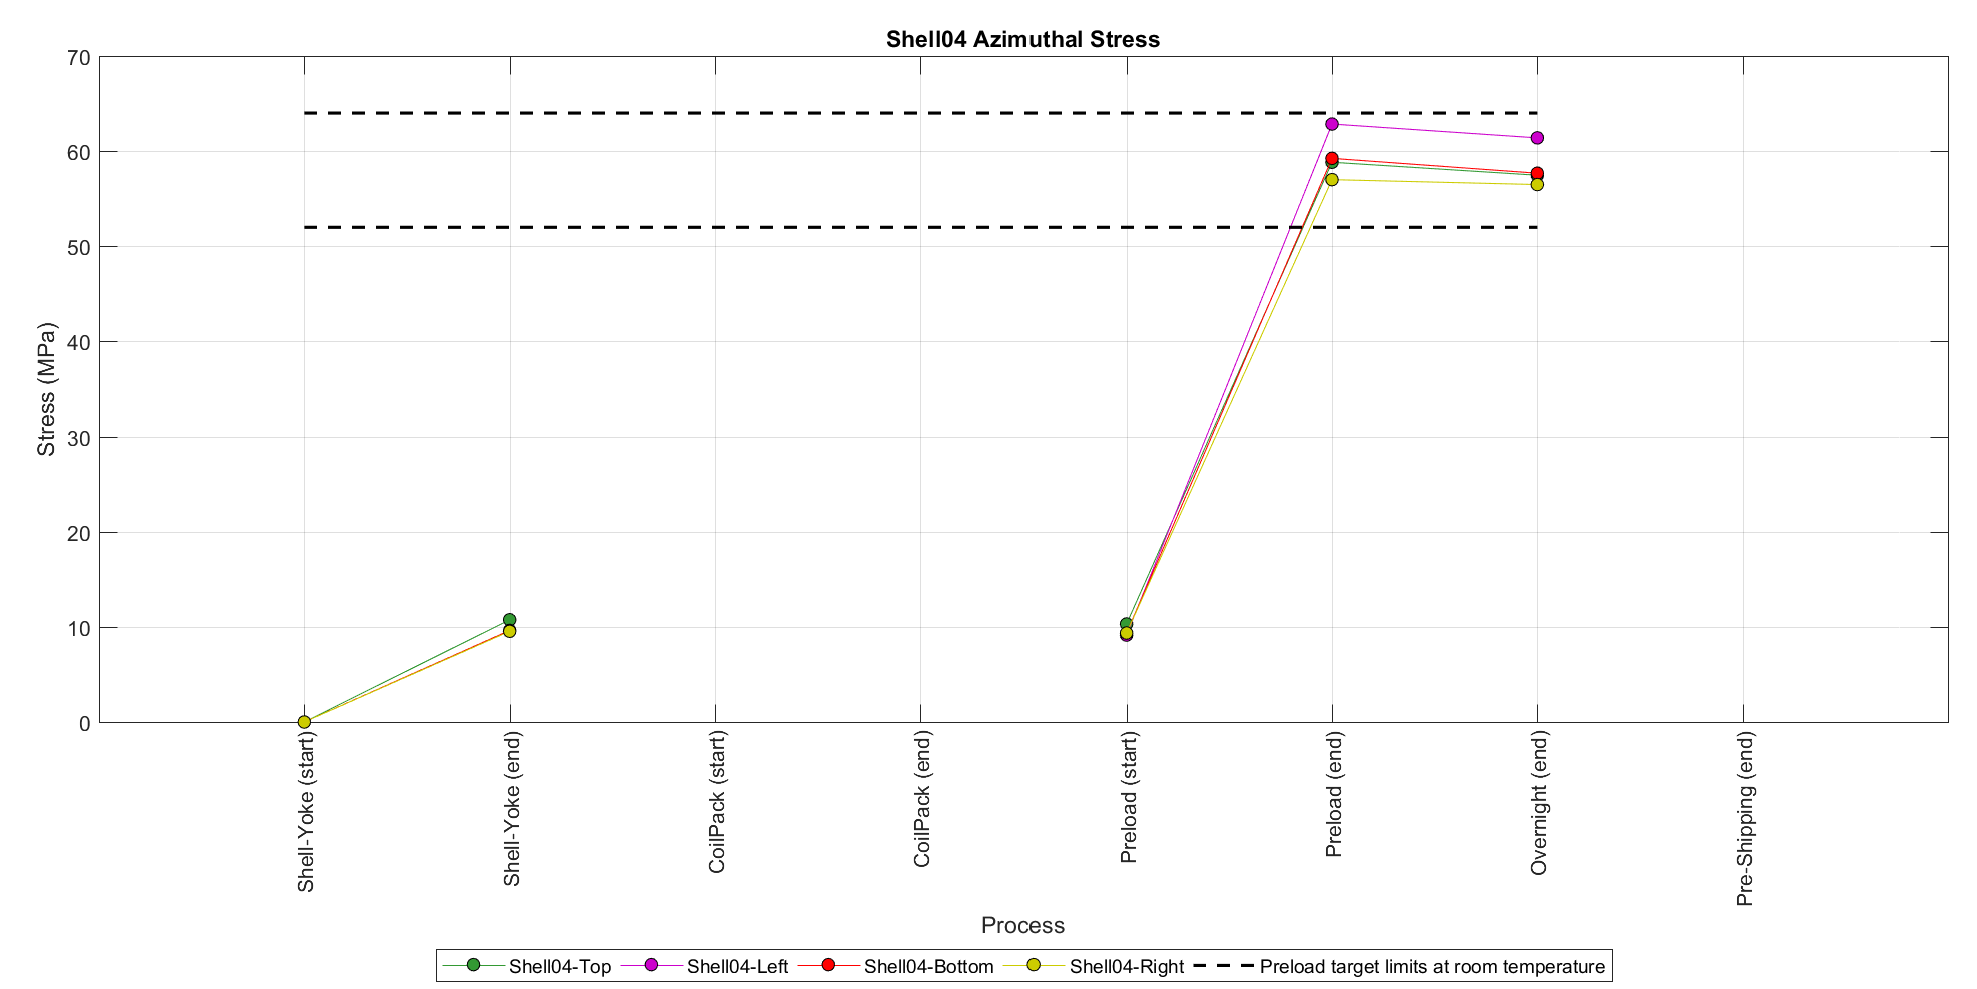 Shell04 Azimuthal Stress
70
60
50
40
30
20
10
0
Stress (MPa)
Shell-Yoke (start)
Shell-Yoke (end)
CoilPack (start)
CoilPack (end)
Preload (start)
Preload (end)
Overnight (end)
Pre-Shipping (end)
Process
Shell04-Top Shell04-Left Shell04-Bottom Shell04-Right Preload target limits at room temperature